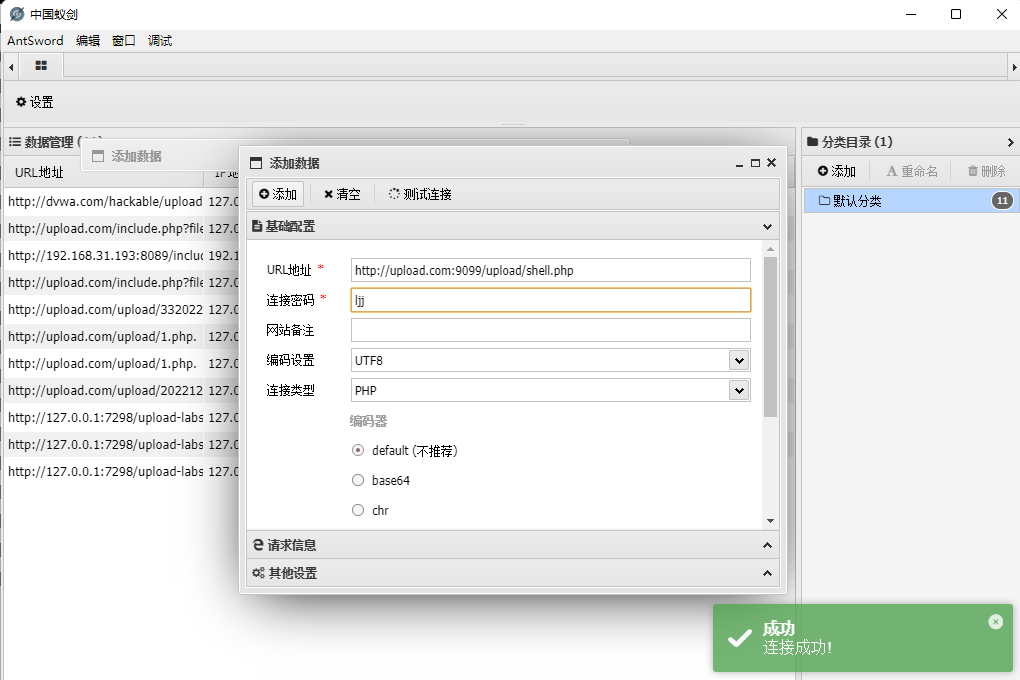 中国蚁剑
AntSword 编辑 窗口 调试
设置
数据管理 (
添加数据
URL地址
http://dvwa.com/hackable/upload 127.0
http://upload.com/include.php?file 127.0
http://192.168.31.193:8089/includ 192.1
http://upload.com/include.php?file 127.0
http://upload.com/upload/332022 127.0
http://upload.com/upload/1.php. 127.0
http://upload.com/upload/1.php. 127.0
http://upload.com/upload/202212 127.0
http://127.0.0.1:7298/upload-labs 127.0
http://127.0.0.1:7298/upload-labs 127.0
http://127.0.0.1:7298/upload-labs 127.0
添加数据
添加 清空 测试连接
基础配置
URL地址 * http://upload.com:9099/upload/shell.php
连接密码 * ljj
网站备注
编码设置 UTF8
连接类型 PHP
编码器
default (不推荐)
base64
chr
请求信息
其他设置
分类目录 (1)
添加 重命名 删除
默认分类 11
成功
连接成功!